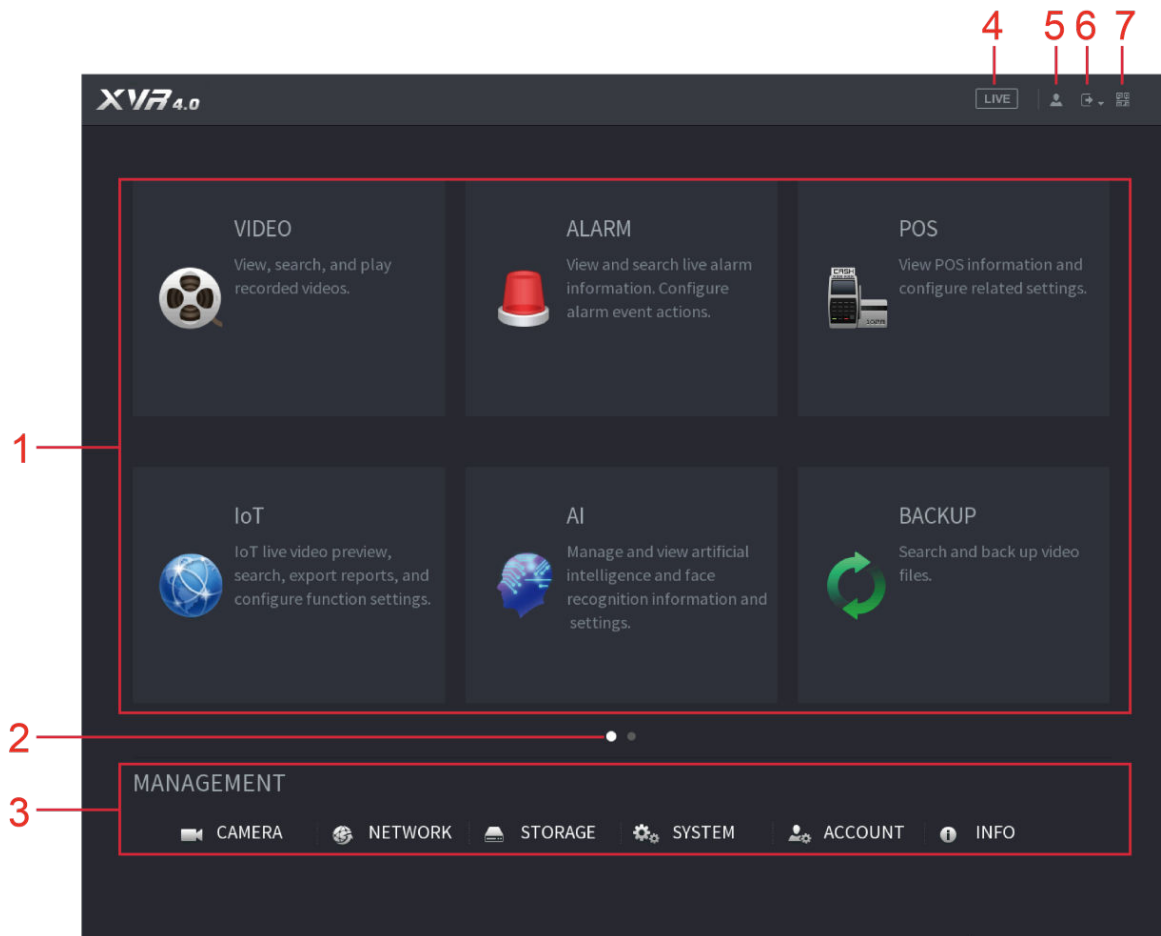 4 5 6 7
XVR 4.0
LIVE
VIDEO
View, search, and play
recorded videos.
ALARM
View and search live alarm
information. Configure
alarm event actions.
POS
View POS information and
configure related settings.
CASH
1
IoT
IoT live video preview,
search, export reports, and
configure function settings.
AI
Manage and view artificial
intelligence and face
recognition information and
settings.
BACKUP
Search and back up video
files.
2
3
MANAGEMENT
CAMERA NETWORK STORAGE SYSTEM ACCOUNT INFO